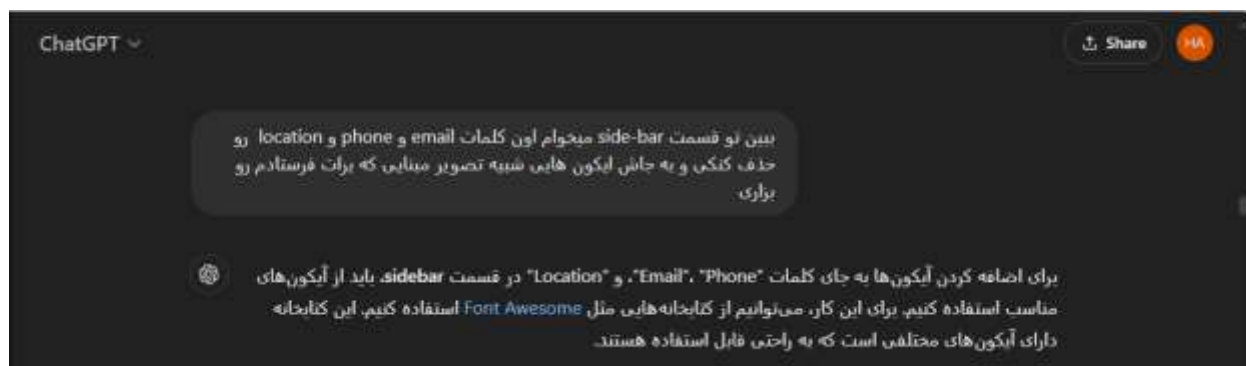 ChatGPT
Share
HA
ببین تو قسمت side-bar میخوام اون کلمات email و phone و location رو
حذف کنکی و به جاش ایکون هایی شبیه تصویر مبنایی که برات فرستادم رو
بزاری
برای اضافه کردن آیکون‌ها به جای کلمات "Email"، "Phone"، و "Location" در قسمت sidebar، باید از آیکون‌های
مناسب استفاده کنیم. برای این کار، می‌توانیم از کتابخانه‌هایی مثل Font Awesome استفاده کنیم. این کتابخانه
دارای آیکون‌های مختلفی است که به راحتی قابل استفاده هستند.